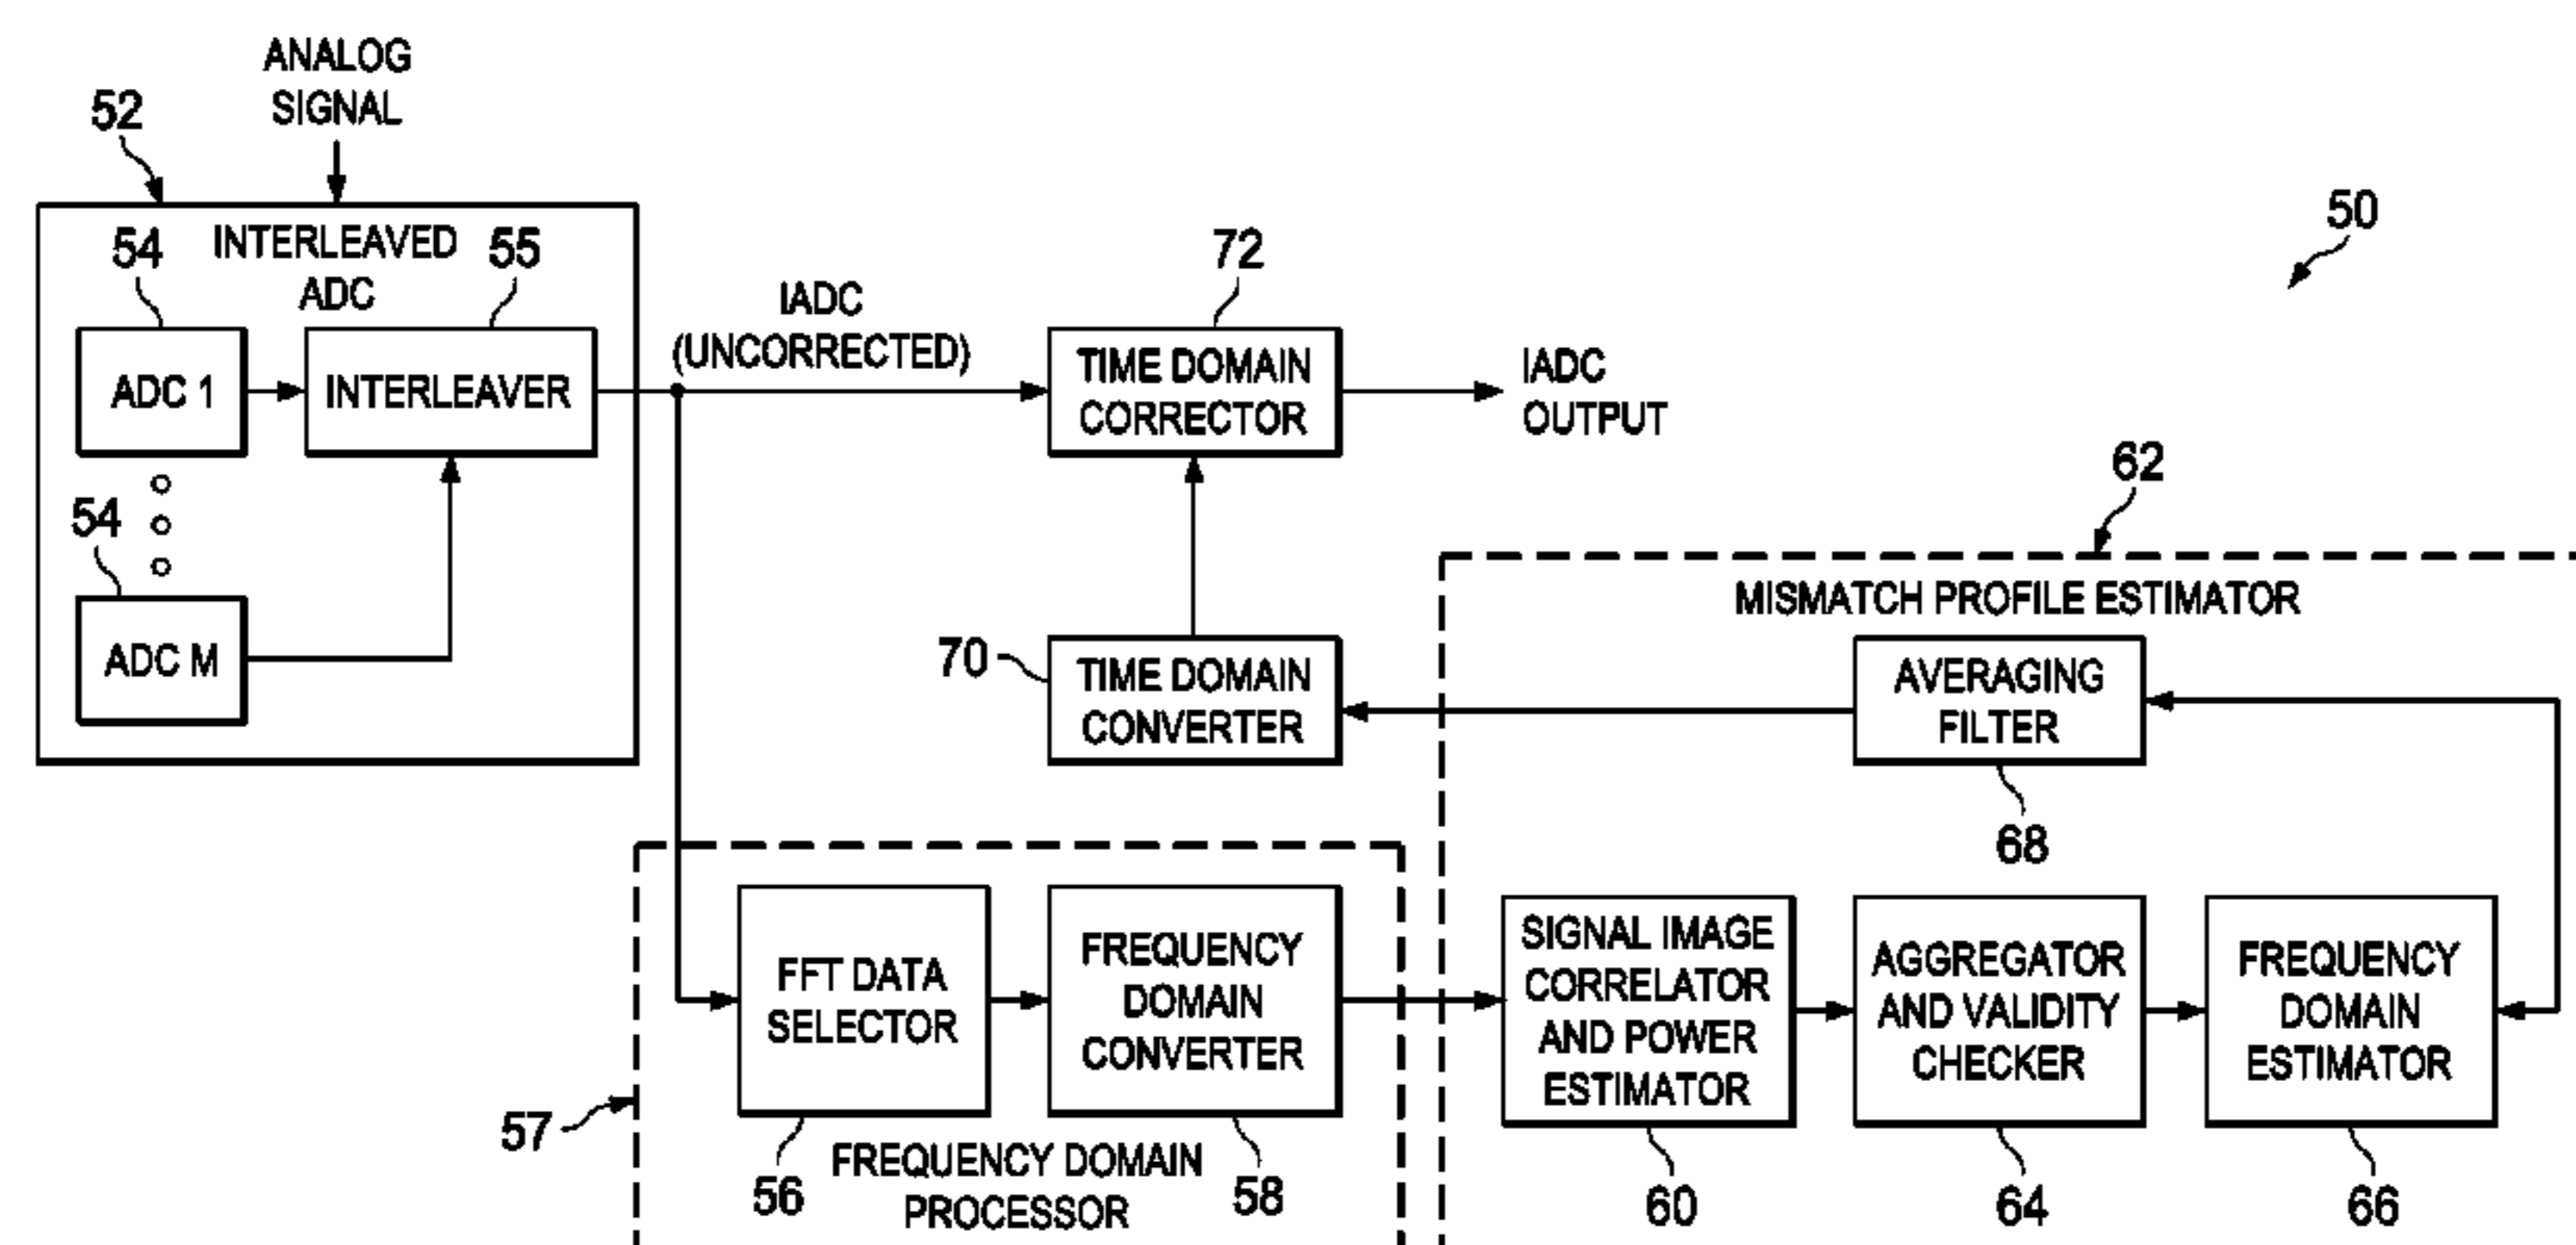 ANALOG
SIGNAL
52
50
INTERLEAVED
ADC
54
55
ADC 1
INTERLEAVER
54
ADC M
IADC
(UNCORRECTED)
72
TIME DOMAIN
CORRECTOR
IADC
OUTPUT
62
MISMATCH PROFILE ESTIMATOR
70
TIME DOMAIN
CONVERTER
AVERAGING
FILTER
68
57
FFT DATA
SELECTOR
56
FREQUENCY
DOMAIN
CONVERTER
58
FREQUENCY DOMAIN
PROCESSOR
SIGNAL IMAGE
CORRELATOR
AND POWER
ESTIMATOR
60
AGGREGATOR
AND VALIDITY
CHECKER
64
FREQUENCY
DOMAIN
ESTIMATOR
66